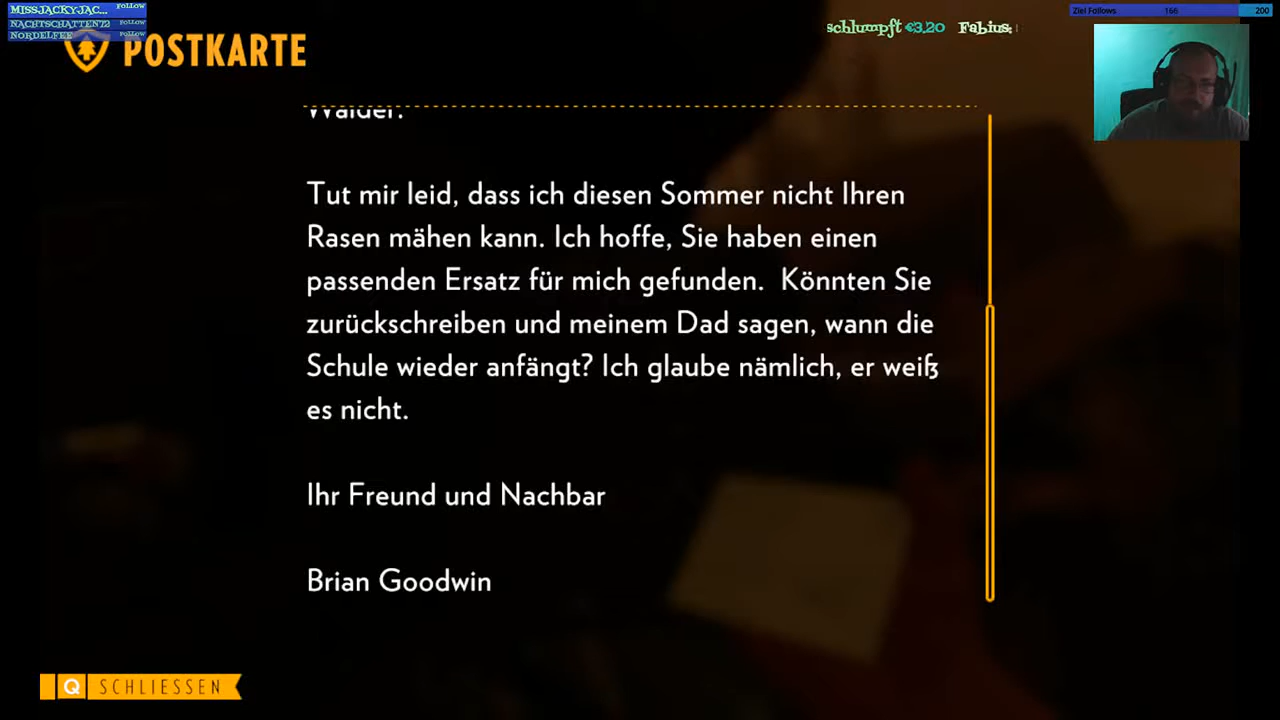 MISSJACKYJAC... Follow
NACHTSCHATTEN72 Follow
NORDELFEE Follow
schlumpft €3.20 Fabius:
Ziel Follows 166 200
POSTKARTE
Wälder.
Tut mir leid, dass ich diesen Sommer nicht Ihren
Rasen mähen kann. Ich hoffe, Sie haben einen
passenden Ersatz für mich gefunden. Könnten Sie
zurückschreiben und meinem Dad sagen, wann die
Schule wieder anfängt? Ich glaube nämlich, er weiß
es nicht.
Ihr Freund und Nachbar
Brian Goodwin
Q SCHLIESSEN